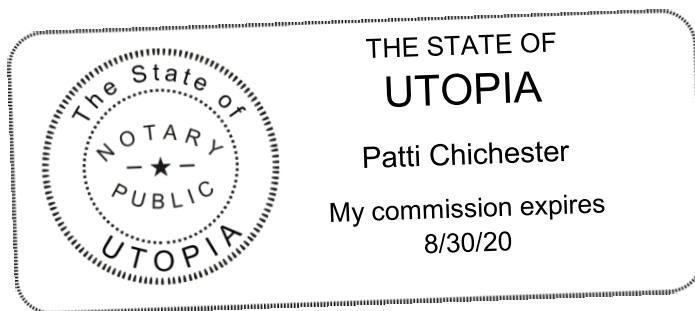 The State of
NOTARY
PUBLIC
UTOPIA
THE STATE OF
UTOPIA
Patti Chichester
My commission expires
8/30/20